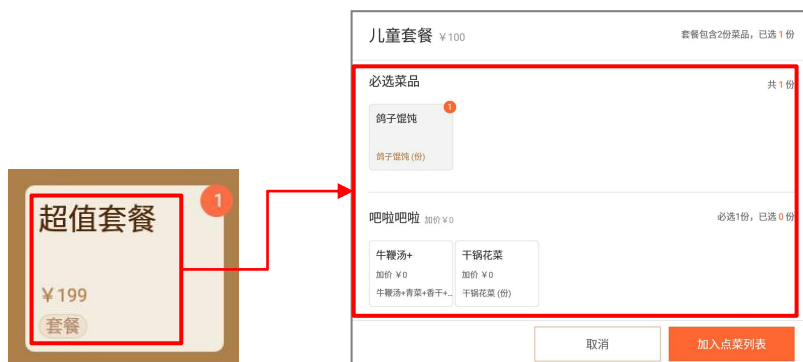 超值套餐
1
￥199
套餐
儿童套餐 ￥100
套餐包含2份菜品，已选1份
必选菜品
共1份
鸽子馄饨
1
鸽子馄饨 (份)
吧啦吧啦 加价￥0
必选1份，已选0份
牛鞭汤+
加价 ￥0
牛鞭汤+青菜+香干+...
干锅花菜
加价 ￥0
干锅花菜 (份)
取消
加入点菜列表